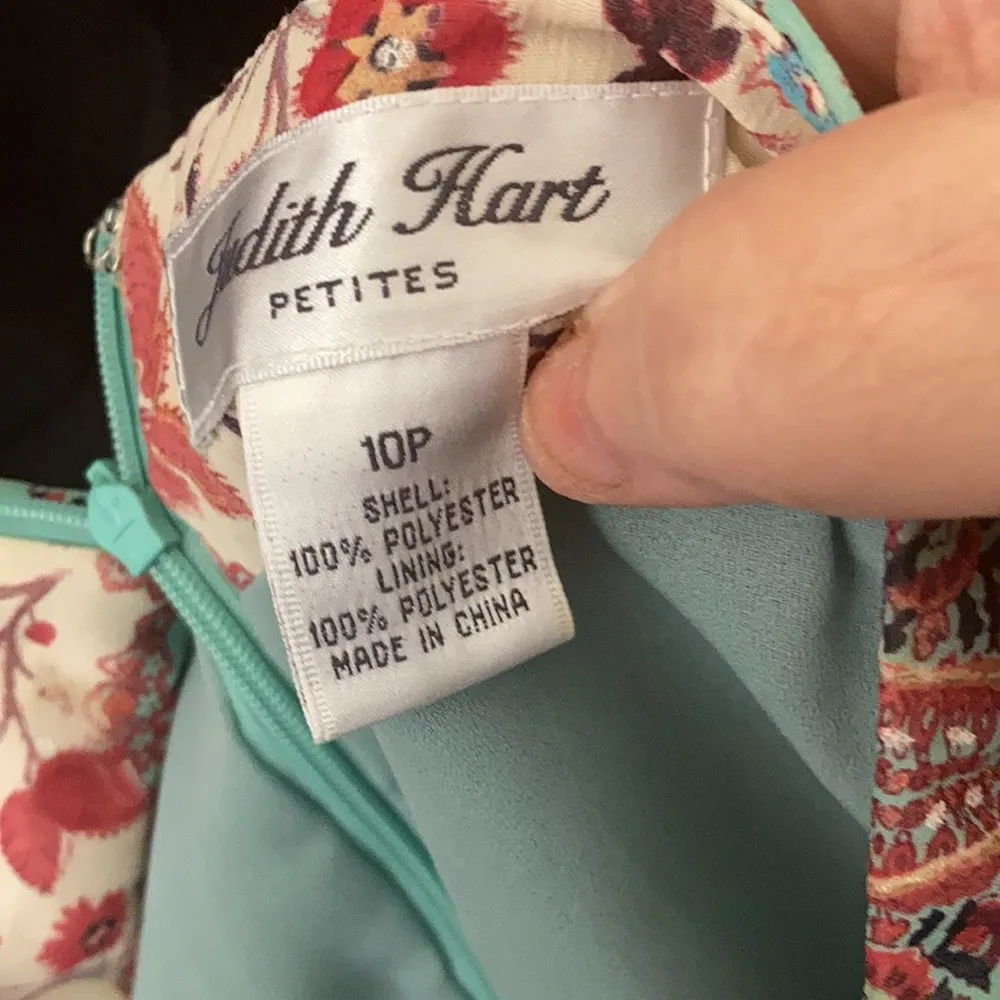 Judith Hart
PETITES
10P
SHELL:
100% POLYESTER
LINING:
100% POLYESTER
MADE IN CHINA